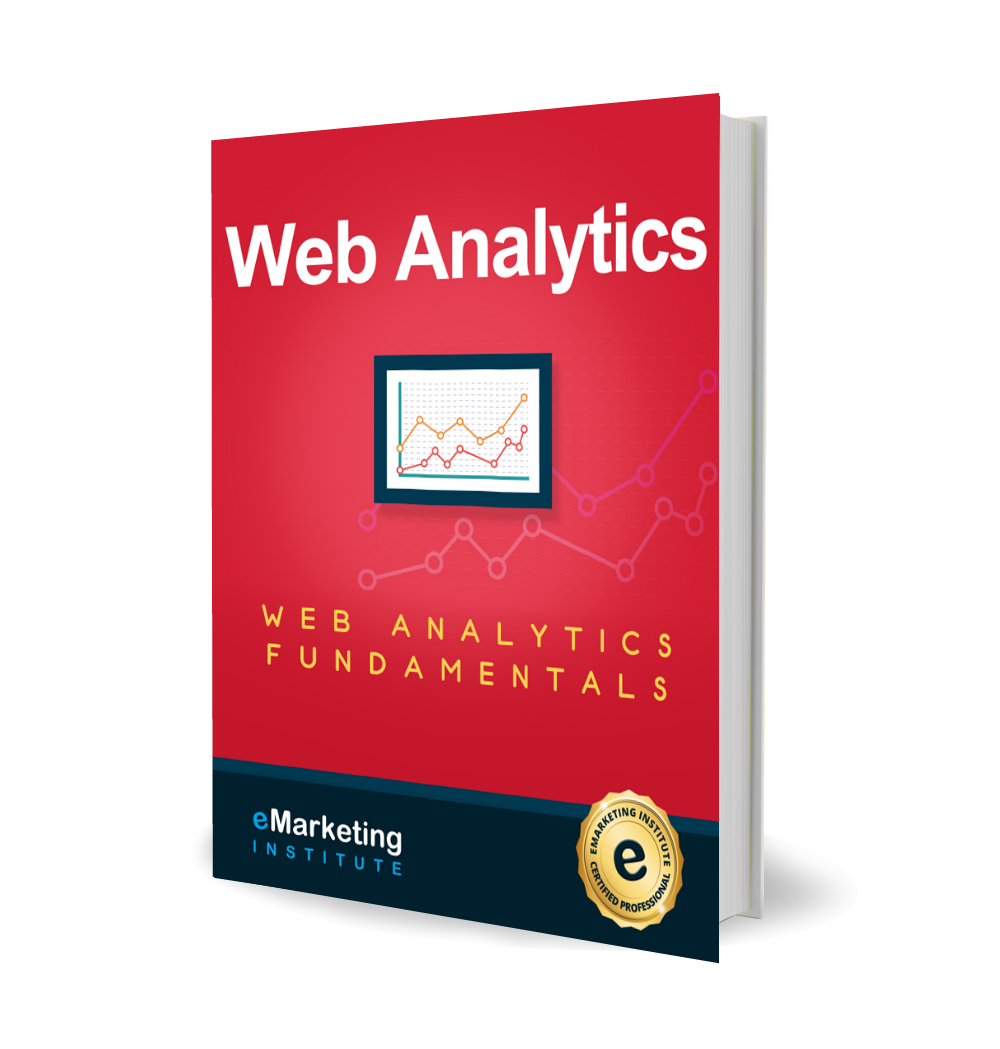 Web Analytics
WEB ANALYTICS
FUNDAMENTALS
eMarketing
INSTITUTE
EMARKETING INSTITUTE
e
CERTIFIED PROFESSIONAL